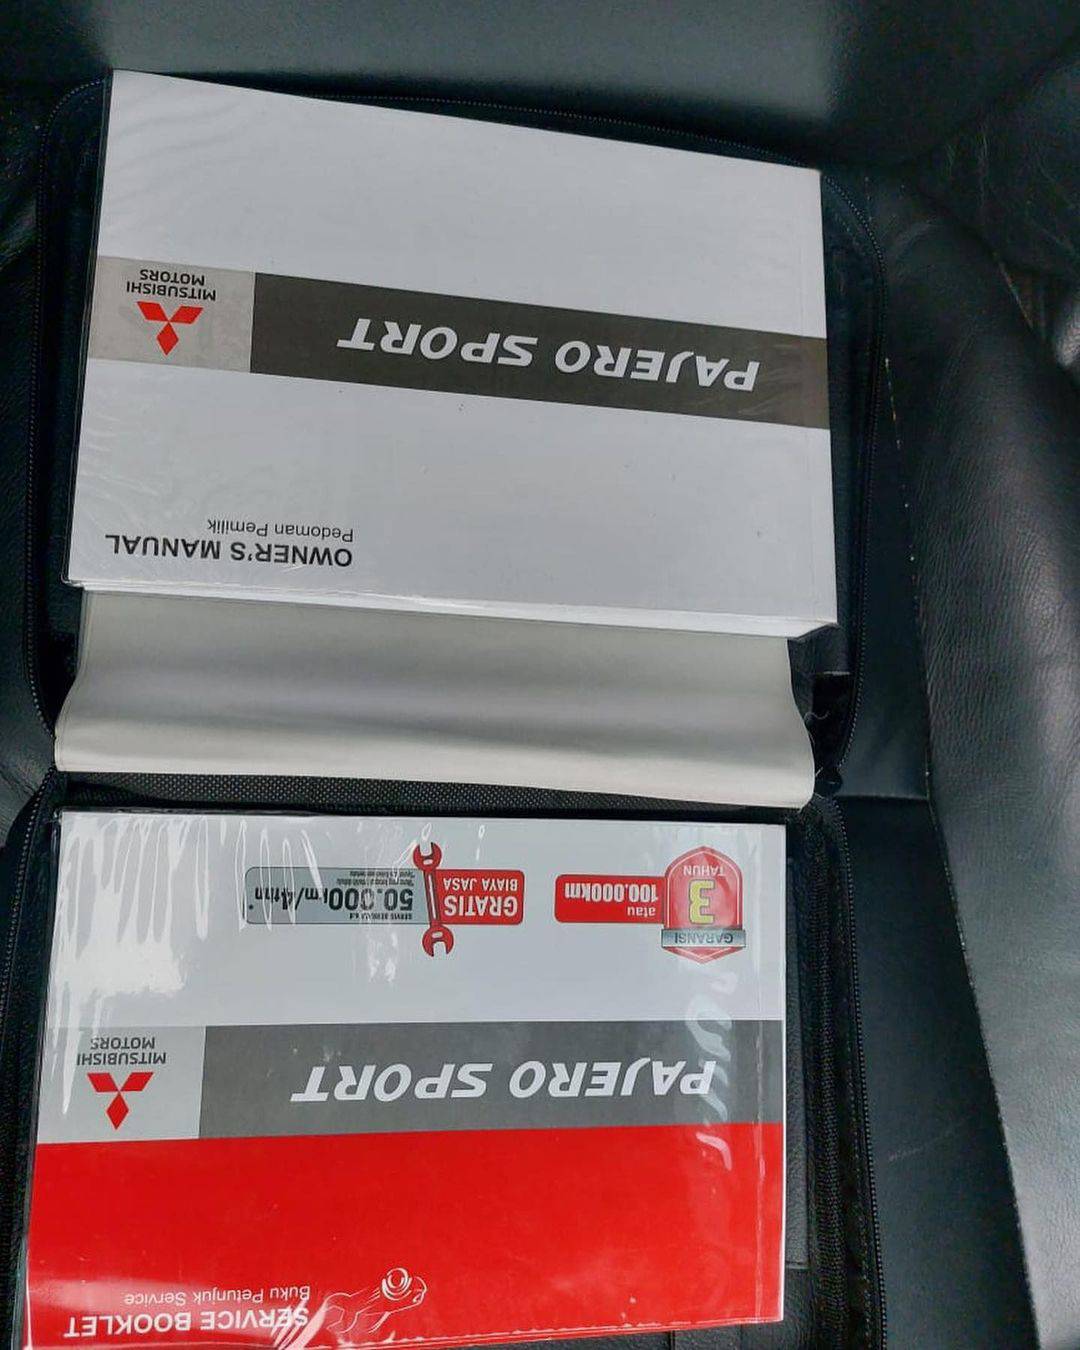 PAJERO SPORT
MITSUBISHI
MOTORS
OWNER'S MANUAL
Pedoman Pemilik
SERVICE BOOKLET
Buku Petunjuk Service
PAJERO SPORT
MITSUBISHI
MOTORS
GARANSI
3
TAHUN
atau
100.000km
GRATIS
BIAYA JASA
50.000km/4thn*